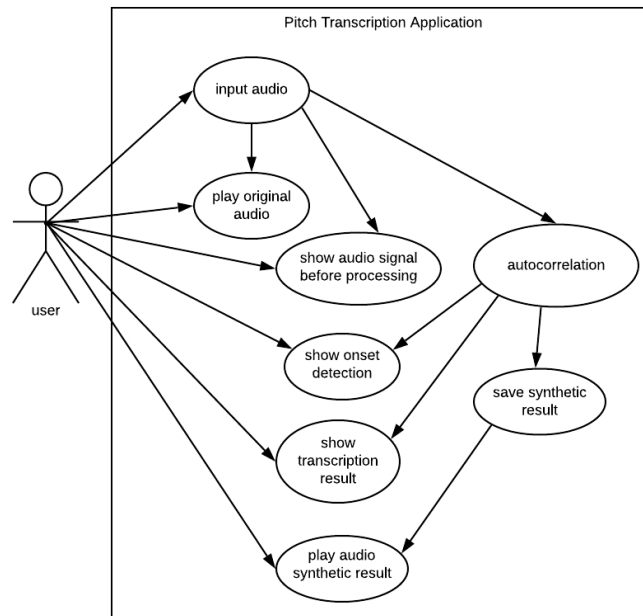 Pitch Transcription Application
input audio
play original
audio
show audio signal
before processing
autocorrelation
user
show onset
detection
save synthetic
result
show
transcription
result
play audio
synthetic result